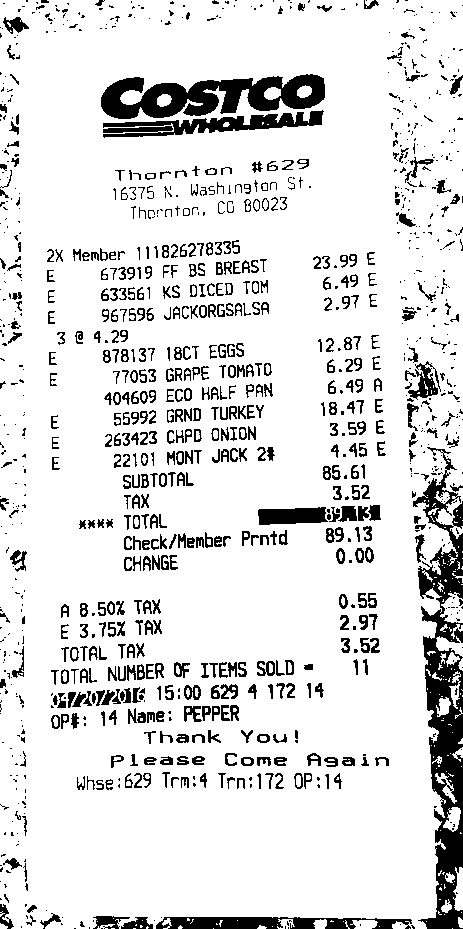 COSTCO
WHOLESALE
Thornton #629
16375 N. Washington St.
Thornton, CO 80023
2X Member 111826278335
E 673919 FF BS BREAST 23.99 E
E 633561 KS DICED TOM 6.49 E
E 967596 JACKORGSALSA 2.97 E
3 @ 4.29
E 878137 18CT EGGS 12.87 E
E 77053 GRAPE TOMATO 6.29 E
404609 ECO HALF PAN 6.49 A
E 55992 GRND TURKEY 18.47 E
E 263423 CHPD ONION 3.59 E
E 22101 MONT JACK 2# 4.45 E
SUBTOTAL 85.61
TAX 3.52
**** TOTAL 89.13
Check/Member Prntd 89.13
CHANGE 0.00
A 8.50% TAX 0.55
E 3.75% TAX 2.97
TOTAL TAX 3.52
TOTAL NUMBER OF ITEMS SOLD = 11
04/20/2016 15:00 629 4 172 14
OP#: 14 Name: PEPPER
Thank You!
Please Come Again
Whse:629 Trm:4 Trn:172 OP:14